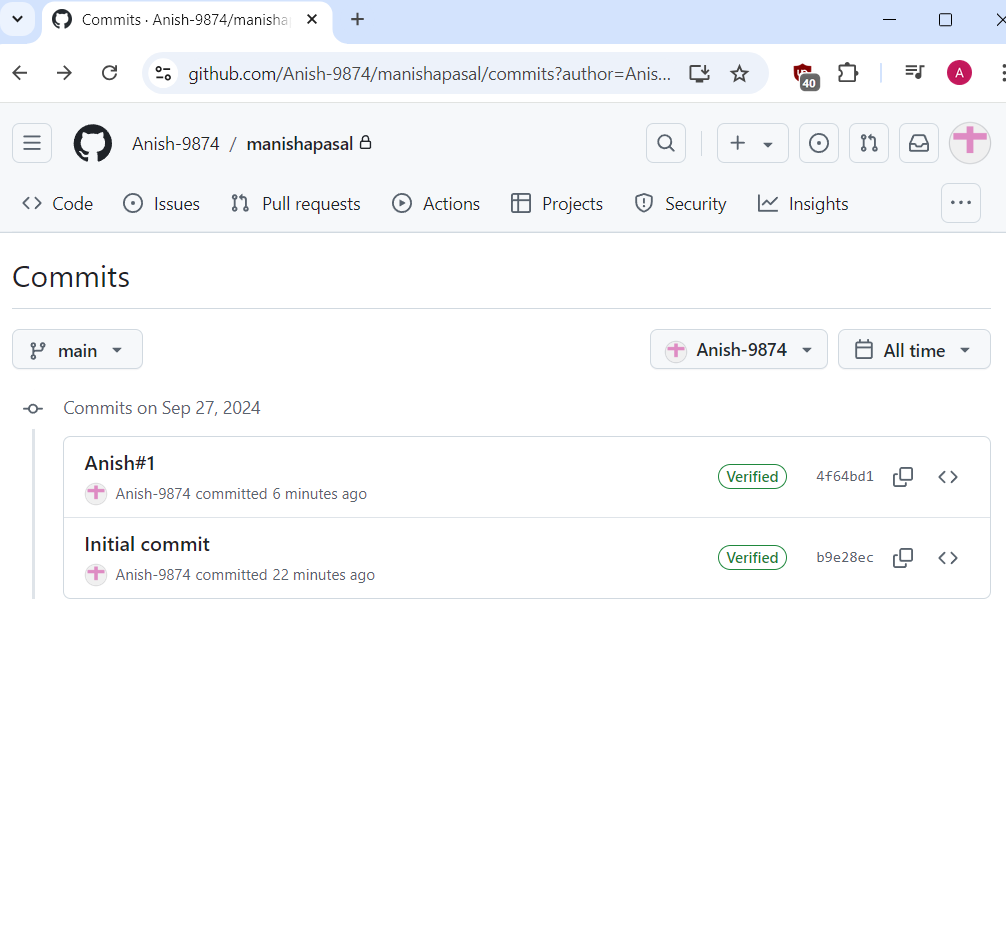 Commits · Anish-9874/manishapa
github.com/Anish-9874/manishapasal/commits?author=Anis...
40
A
Anish-9874 / manishapasal
Code Issues Pull requests Actions Projects Security Insights
Commits
main Anish-9874 All time
Commits on Sep 27, 2024
Anish#1
Anish-9874 committed 6 minutes ago
Verified 4f64bd1
Initial commit
Anish-9874 committed 22 minutes ago
Verified b9e28ec